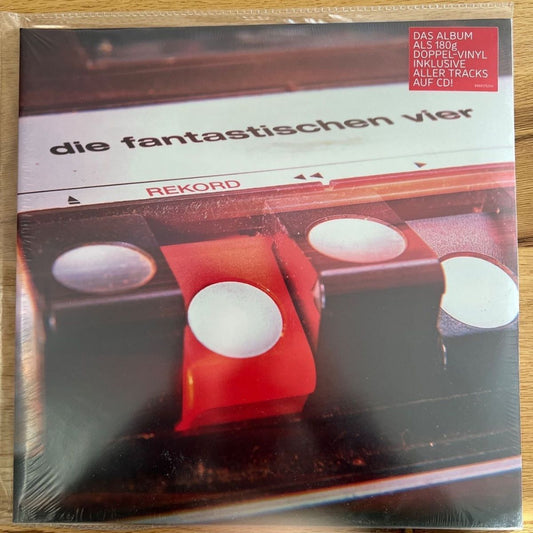 DAS ALBUM
ALS 180g
DOPPEL-VINYL
INKLUSIVE
ALLER TRACKS
AUF CD!
die fantastischen vier
REKORD